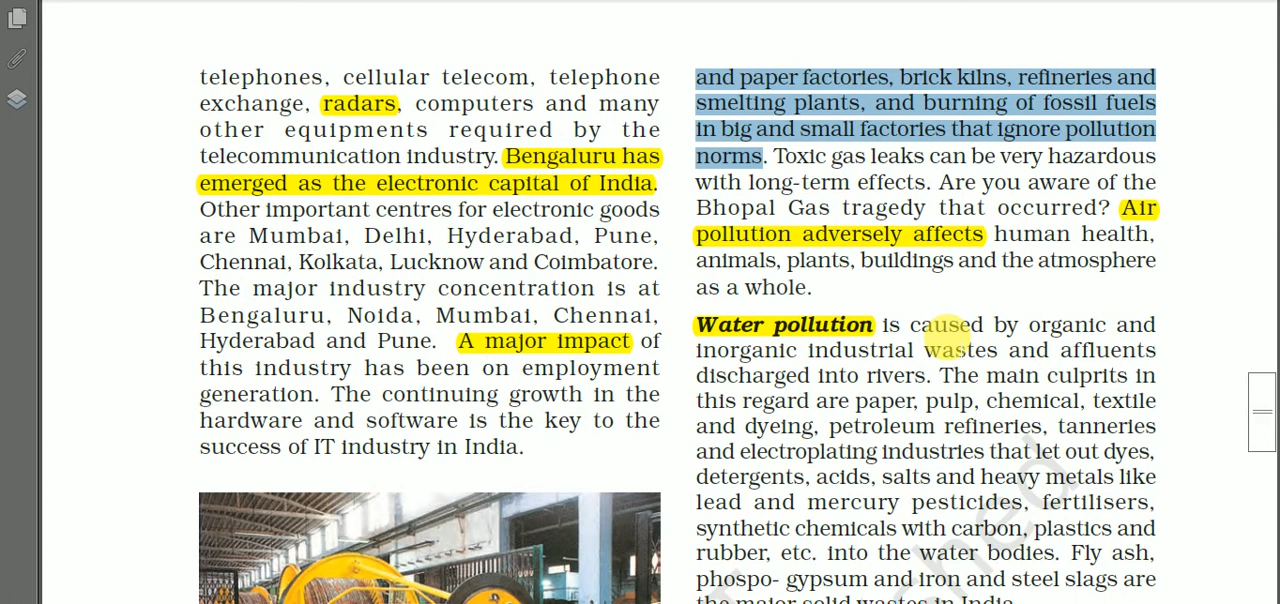 telephones, cellular telecom, telephone
exchange, radars, computers and many
other equipments required by the
telecommunication industry. Bengaluru has
emerged as the electronic capital of India.
Other important centres for electronic goods
are Mumbai, Delhi, Hyderabad, Pune,
Chennai, Kolkata, Lucknow and Coimbatore.
The major industry concentration is at
Bengaluru, Noida, Mumbai, Chennai,
Hyderabad and Pune. A major impact of
this industry has been on employment
generation. The continuing growth in the
hardware and software is the key to the
success of IT industry in India.
and paper factories, brick kilns, refineries and
smelting plants, and burning of fossil fuels
in big and small factories that ignore pollution
norms. Toxic gas leaks can be very hazardous
with long-term effects. Are you aware of the
Bhopal Gas tragedy that occurred? Air
pollution adversely affects human health,
animals, plants, buildings and the atmosphere
as a whole.
Water pollution is caused by organic and
inorganic industrial wastes and affluents
discharged into rivers. The main culprits in
this regard are paper, pulp, chemical, textile
and dyeing, petroleum refineries, tanneries
and electroplating industries that let out dyes,
detergents, acids, salts and heavy metals like
lead and mercury pesticides, fertilisers,
synthetic chemicals with carbon, plastics and
rubber, etc. into the water bodies. Fly ash,
phospo- gypsum and iron and steel slags are
the major solid wastes in India.